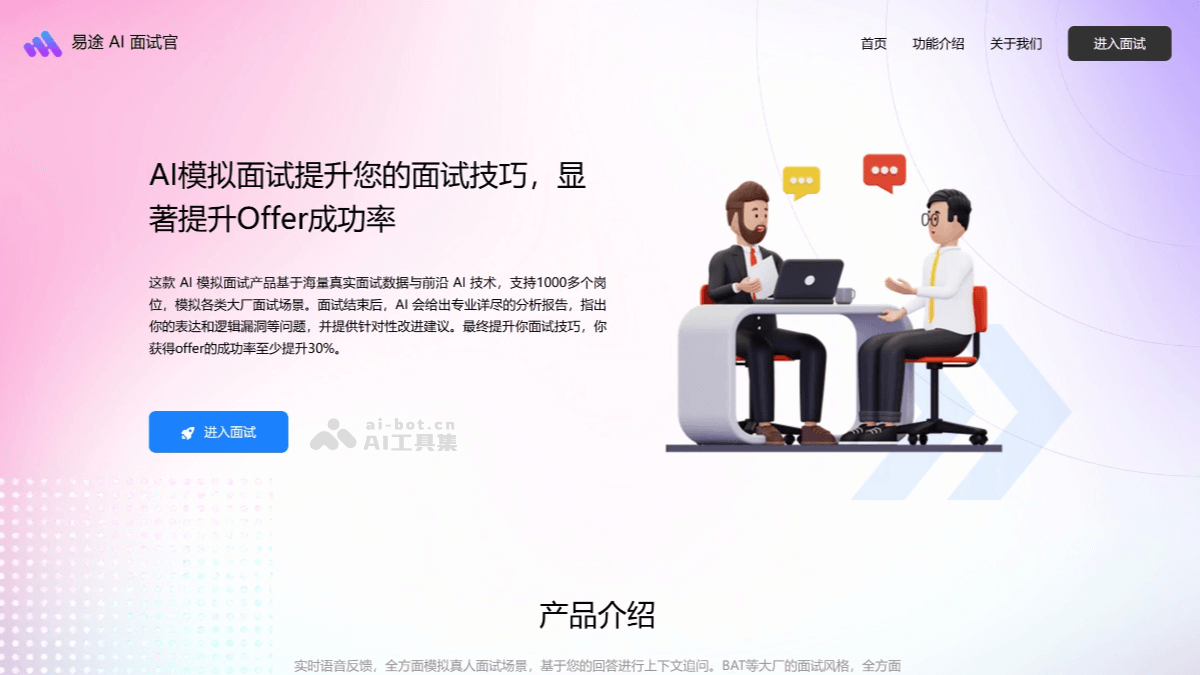 易途 AI 面试官
首页
功能介绍
关于我们
进入面试
AI模拟面试提升您的面试技巧，显
著提升Offer成功率
这款 AI 模拟面试产品基于海量真实面试数据与前沿 AI 技术，支持1000多个岗
位，模拟各类大厂面试场景。面试结束后，AI 会给出专业详尽的分析报告，指出
你的表达和逻辑漏洞等问题，并提供针对性改进建议。最终提升你面试技巧，你
获得offer的成功率至少提升30%。
进入面试
ai-bot.cn
AI工具集
产品介绍
实时语音反馈，全方面模拟真人面试场景，基于您的回答进行上下文追问。BAT等大厂的面试风格，全方面